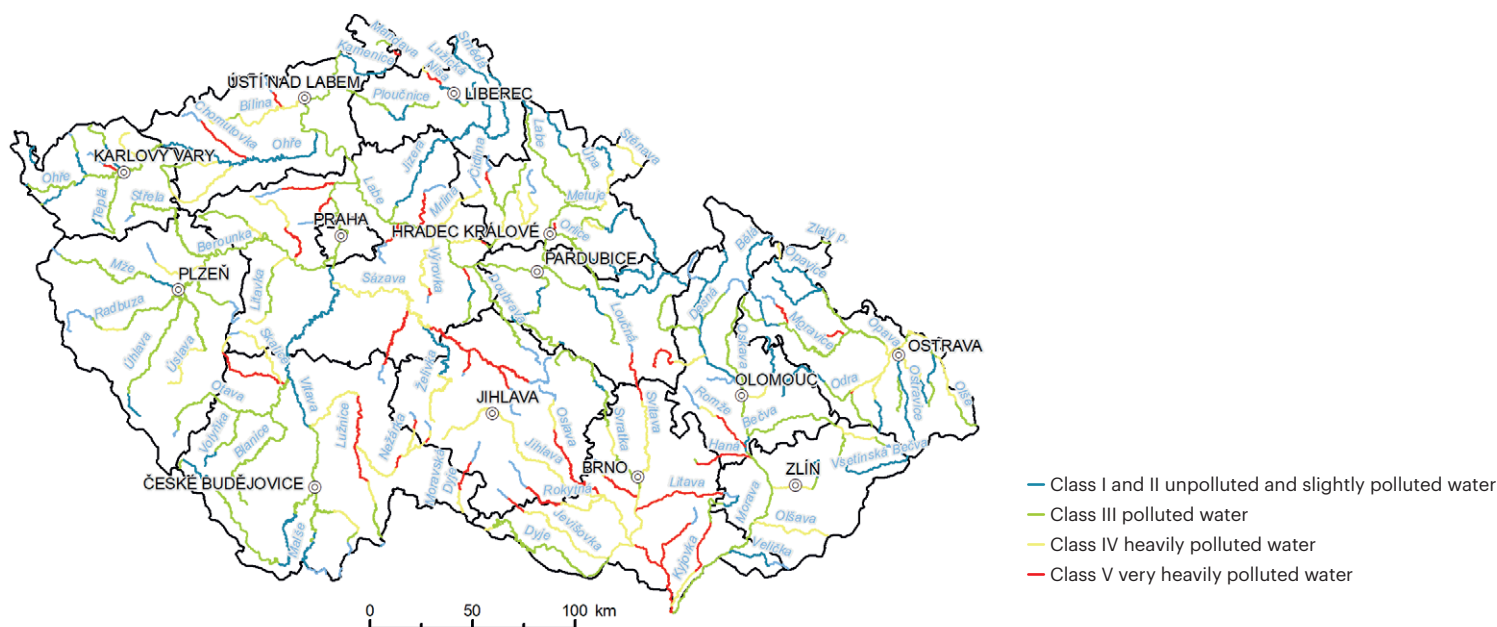 Mandava
Kamenice
Lužická
Nisa
Smědá
ÚSTÍ NAD LABEM
LIBEREC
Bílina
Ploučnice
Chomutovka
Ohře
KARLOVY VARY
Ohře
Teplá
Střela
Jizera
Labe
Cidlina
Mrlina
Labe
Úpa
Stěnava
Metuje
PRAHA
HRADEC KRÁLOVÉ
Orlice
Berounka
PARDUBICE
Výrovka
Sázava
Mže
PLZEŇ
Litavka
Radbuza
Úhlava
Úslava
Skalice
Doubrava
Loučná
Bělá
Zlatý p.
Opavice
Desná
Moravice
Opava
OSTRAVA
Oskava
OLOMOUC
Odra
Ostravice
Olše
Želivka
Otava
Vltava
Volyňka
Blanice
Lužnice
Nežárka
JIHLAVA
Jihlava
Oslava
Svratka
Svitava
Romže
Bečva
Haná
Vsetínská Bečva
ČESKÉ BUDĚJOVICE
Moravská
Dyje
BRNO
Rokytná
Litava
ZLÍN
Jevišovka
Morava
Olšava
Malše
Dyje
Kyjovka
Velička
Class I and II unpolluted and slightly polluted water
Class III polluted water
Class IV heavily polluted water
Class V very heavily polluted water
0 50 100 km